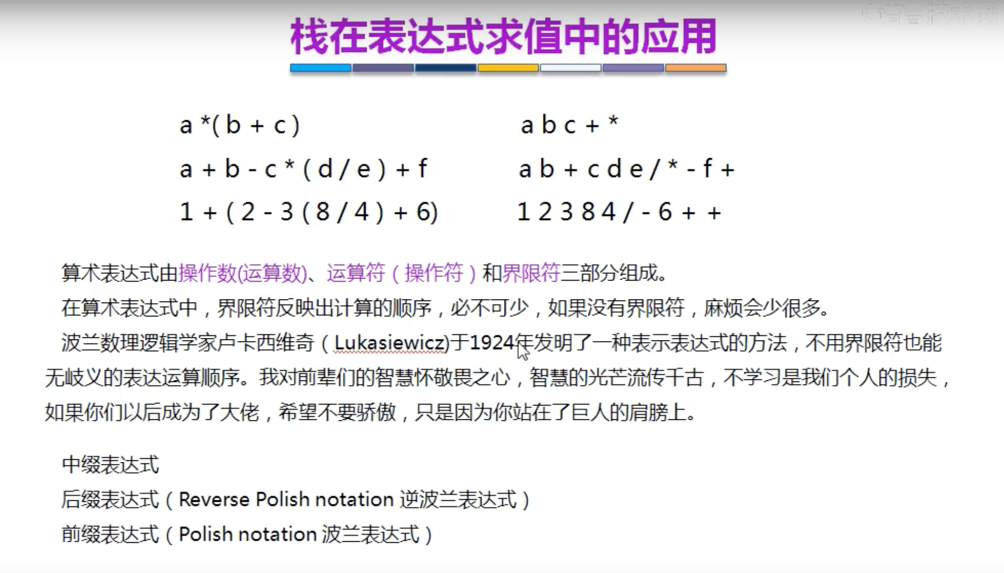 栈在表达式求值中的应用
a *( b + c ) a b c + *
a + b - c * ( d / e ) + f a b + c d e / * - f +
1 + ( 2 - 3 ( 8 / 4 ) + 6) 1 2 3 8 4 / - 6 + +
算术表达式由操作数(运算数)、运算符（操作符）和界限符三部分组成。
在算术表达式中，界限符反映出计算的顺序，必不可少，如果没有界限符，麻烦会少很多。
波兰数理逻辑学家卢卡西维奇（Lukasiewicz)于1924年发明了一种表示表达式的方法，不用界限符也能
无岐义的表达运算顺序。我对前辈们的智慧怀敬畏之心，智慧的光芒流传千古，不学习是我们个人的损失，
如果你们以后成为了大佬，希望不要骄傲，只是因为你站在了巨人的肩膀上。
中缀表达式
后缀表达式（Reverse Polish notation 逆波兰表达式）
前缀表达式（Polish notation 波兰表达式）